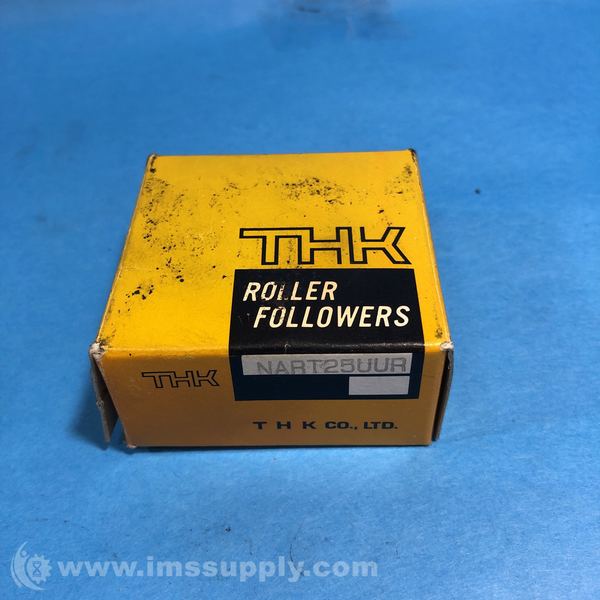 THK
ROLLER
FOLLOWERS
NART25UUR
THK
T H K CO., LTD.
www.imssupply.com